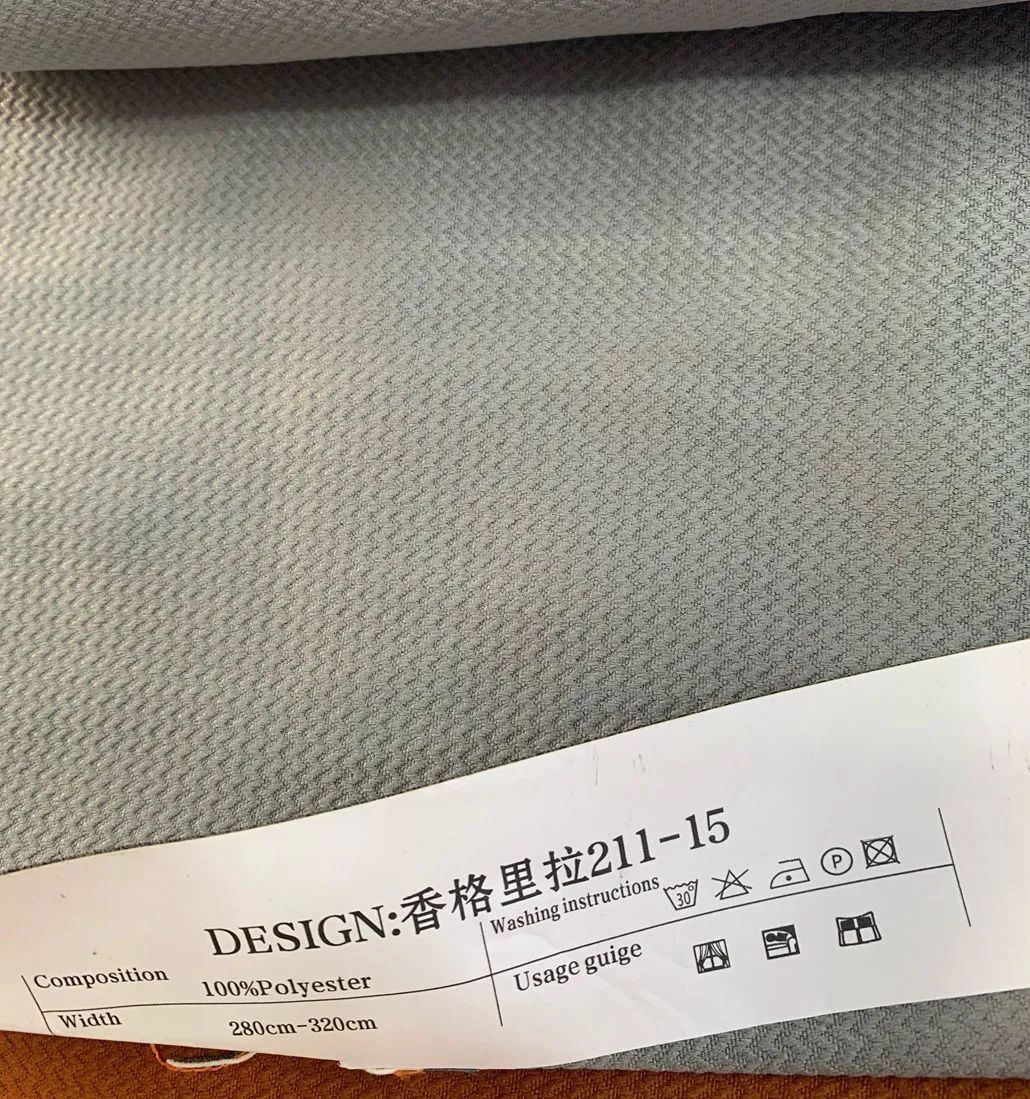 DESIGN:香格里拉211-15
Composition 100%Polyester
Width 280cm-320cm
Washing instructions 30 P
Usage guige